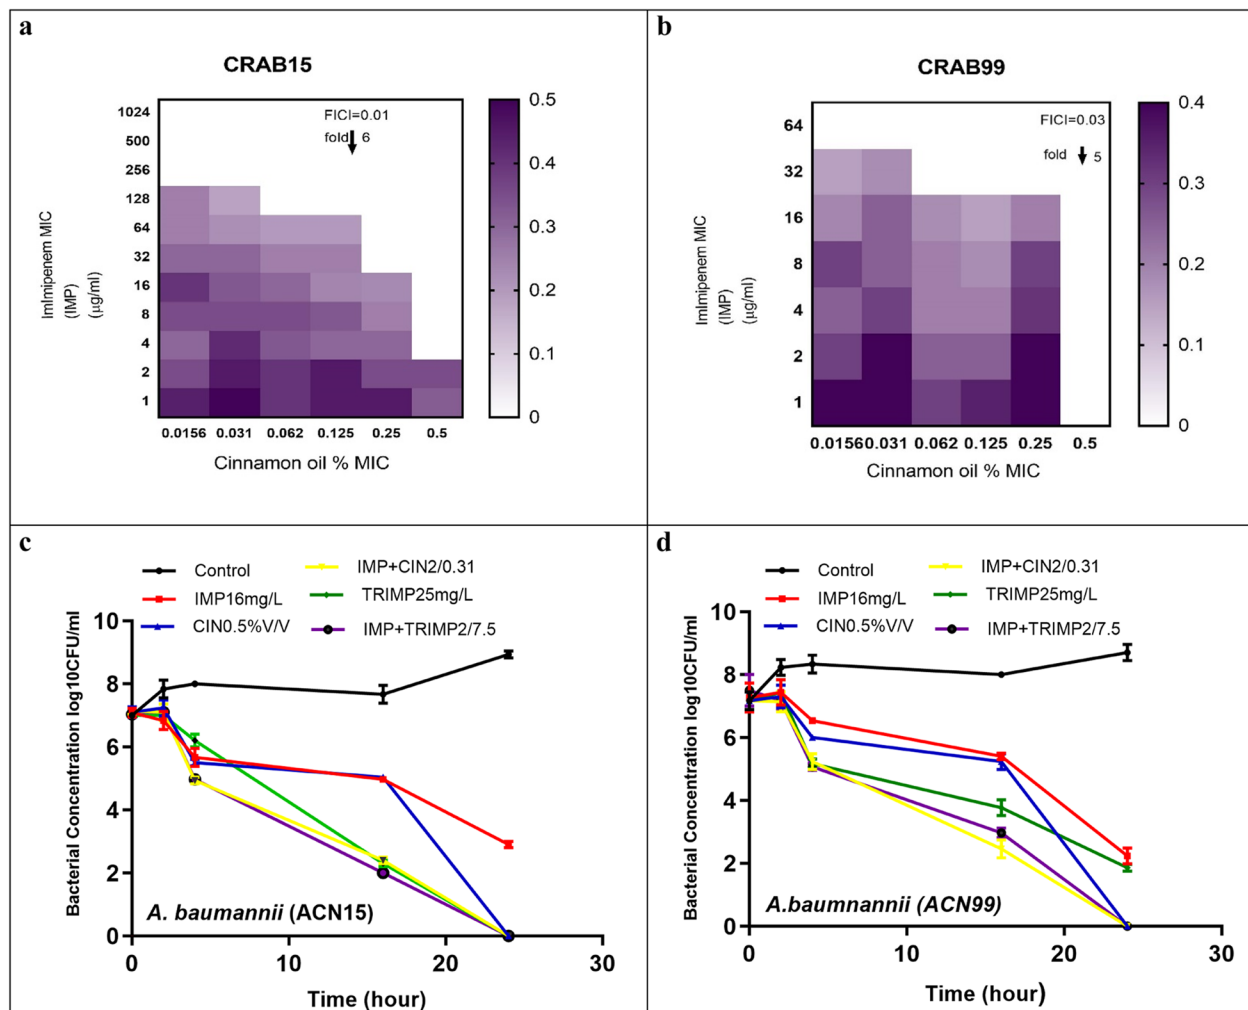 a
CRAB15
1024
500
256
128
64
32
16
8
4
2
1
ImImipenem MIC
(IMP)
(µg/ml)
FICI=0.01
fold 6
0.0156 0.031 0.062 0.125 0.25 0.5
Cinnamon oil % MIC
0.5
0.4
0.3
0.2
0.1
0
b
CRAB99
64
32
16
8
4
2
1
ImImipenem MIC
(IMP)
(µg/ml)
FICI=0.03
fold 5
0.0156 0.031 0.062 0.125 0.25 0.5
Cinnamon oil % MIC
0.4
0.3
0.2
0.1
0
c
Control
IMP16mg/L
CIN0.5%V/V
IMP+CIN2/0.31
TRIMP25mg/L
IMP+TRIMP2/7.5
Bacterial Concentration log10CFU/ml
10
8
6
4
2
0
A. baumannii (ACN15)
0 10 20 30
Time (hour)
d
Control
IMP16mg/L
CIN0.5%V/V
IMP+CIN2/0.31
TRIMP25mg/L
IMP+TRIMP2/7.5
Bacterial Concentration log10CFU/ml
10
8
6
4
2
0
A.baumnannii (ACN99)
0 10 20 30
Time (hour)